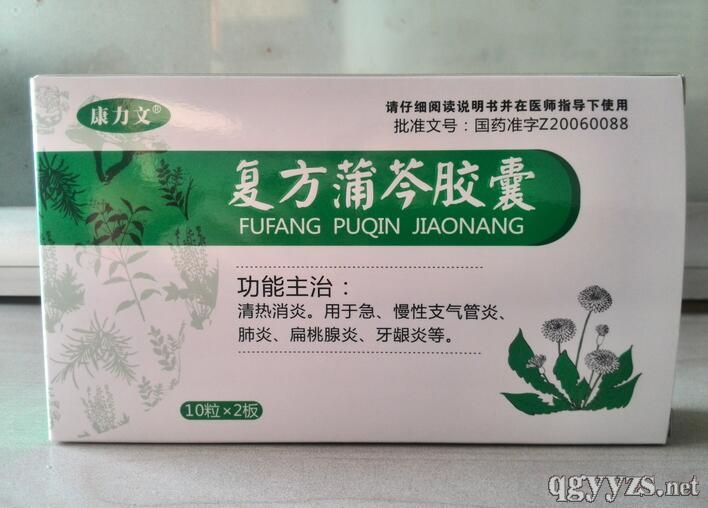 康力文®
请仔细阅读说明书并在医师指导下使用
批准文号：国药准字Z20060088
复方蒲芩胶囊
FUFANG PUQIN JIAONANG
功能主治：
清热消炎。用于急、慢性支气管炎、
肺炎、扁桃腺炎、牙龈炎等。
10粒×2板
qgyyzs.net